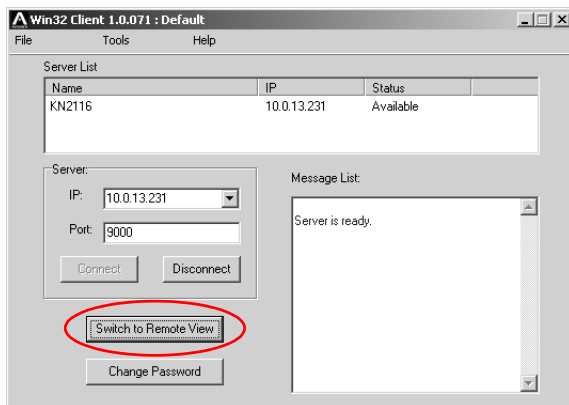 Win32 Client 1.0.071 : Default
File Tools Help
Server List
Name IP Status
KN2116 10.0.13.231 Available
Server:
IP: 10.0.13.231
Port: 9000
Connect Disconnect
Switch to Remote View
Change Password
Message List:
Server is ready.